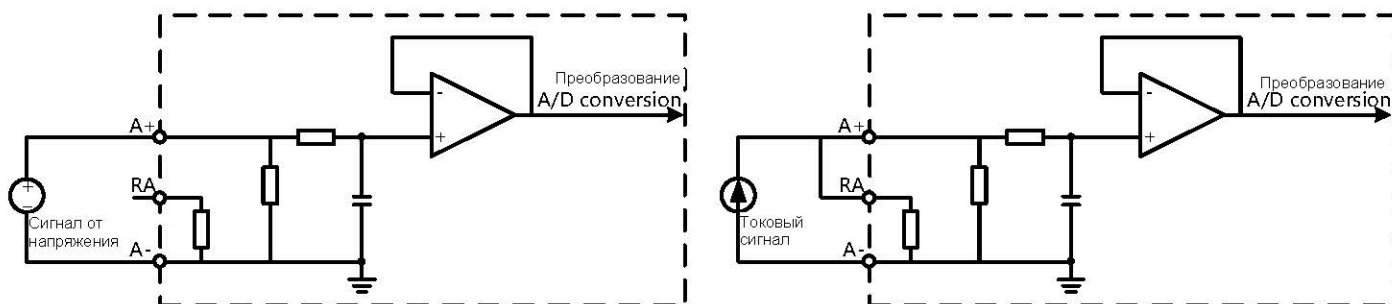 Преобразование
A/D conversion
A+
RA
A-
+
−
Сигнал от
напряжения
-
+
Преобразование
A/D conversion
A+
RA
A-
Токовый
сигнал
-
+